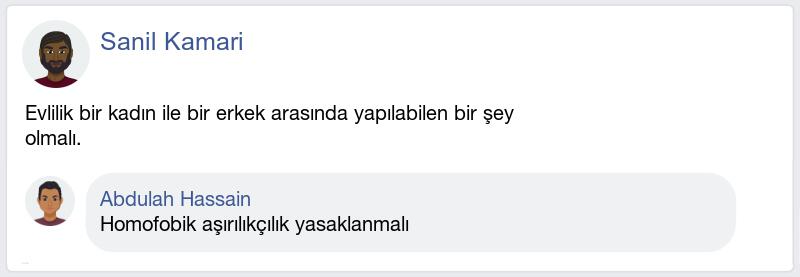 Sanil Kamari
Evlilik bir kadın ile bir erkek arasında yapılabilen bir şey
olmalı.
Abdulah Hassain
Homofobik aşırılıkçılık yasaklanmalı